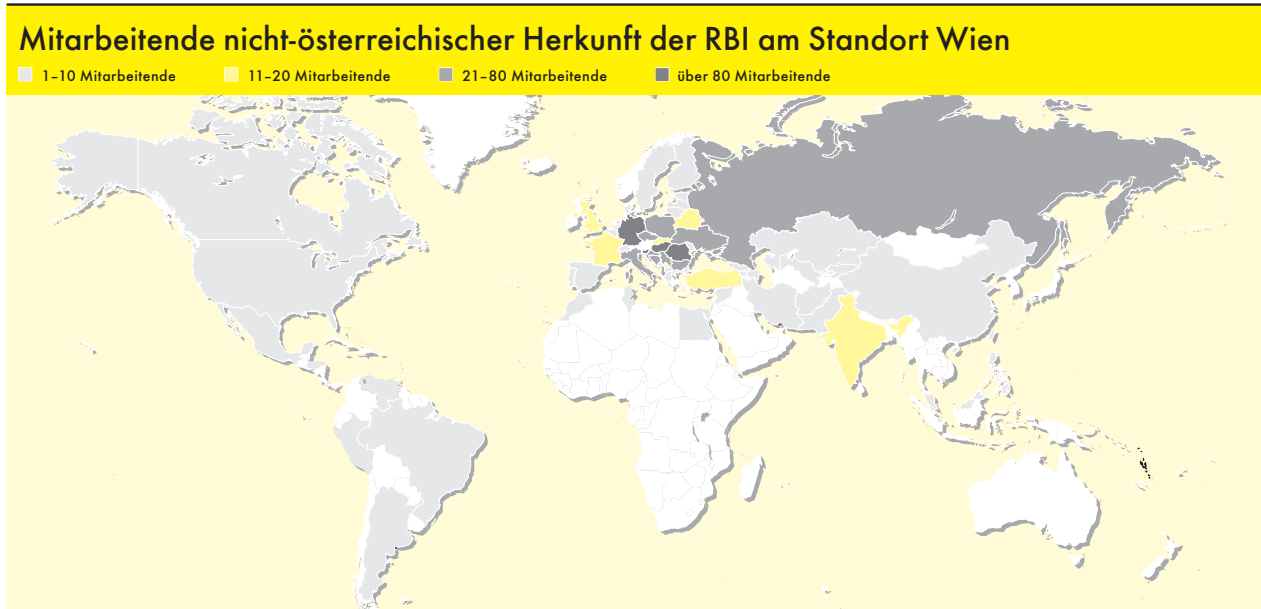 Mitarbeitende nicht-österreichischer Herkunft der RBI am Standort Wien
1–10 Mitarbeitende 11–20 Mitarbeitende 21–80 Mitarbeitende über 80 Mitarbeitende